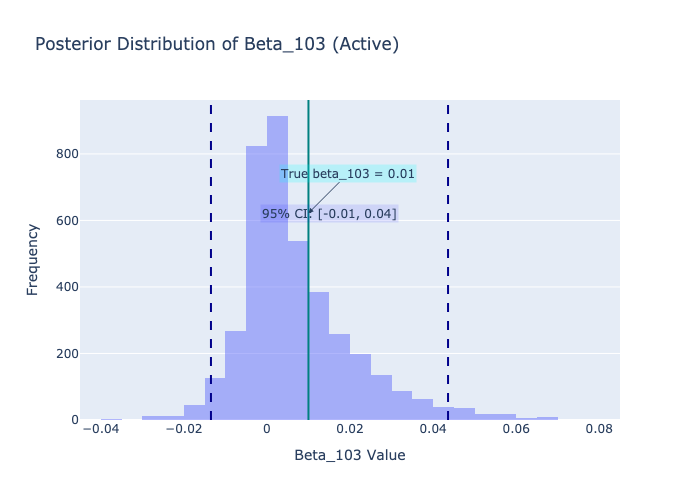 Posterior Distribution of Beta_103 (Active)
800
600
400
200
0
Frequency
True beta_103 = 0.01
95% CI: [-0.01, 0.04]
−0.04
−0.02
0
0.02
0.04
0.06
0.08
Beta_103 Value